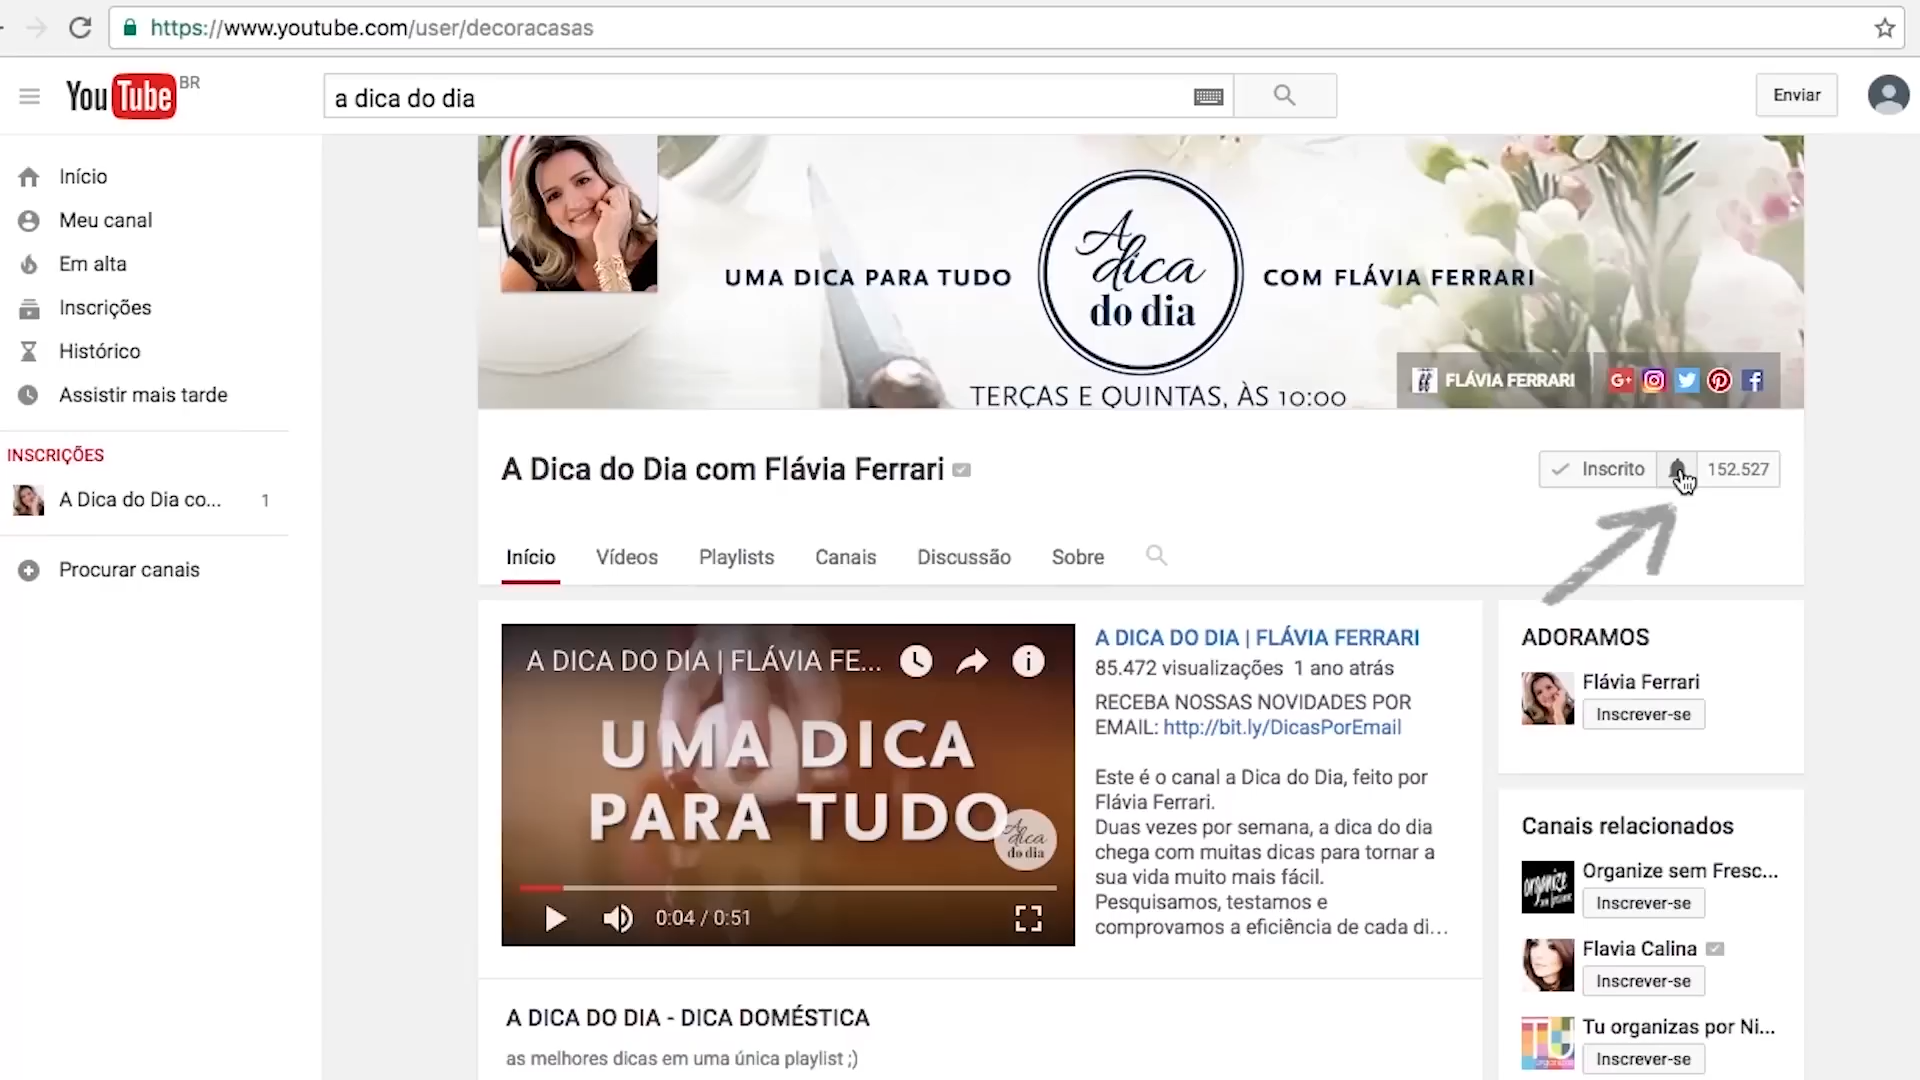 https://www.youtube.com/user/decoracasas
YouTube BR
a dica do dia
Enviar
Início
Meu canal
Em alta
Inscrições
Histórico
Assistir mais tarde
INSCRIÇÕES
A Dica do Dia co... 1
Procurar canais
UMA DICA PARA TUDO
A dica do dia
COM FLÁVIA FERRARI
TERÇAS E QUINTAS, ÀS 10:00
FLÁVIA FERRARI
G+
A Dica do Dia com Flávia Ferrari
Inscrito
152.527
Início
Vídeos
Playlists
Canais
Discussão
Sobre
A DICA DO DIA | FLÁVIA FE...
UMA DICA
PARA TUDO
A dica
do dia
0:04 / 0:51
A DICA DO DIA | FLÁVIA FERRARI
85.472 visualizações 1 ano atrás
RECEBA NOSSAS NOVIDADES POR
EMAIL: http://bit.ly/DicasPorEmail
Este é o canal a Dica do Dia, feito por
Flávia Ferrari.
Duas vezes por semana, a dica do dia
chega com muitas dicas para tornar a
sua vida muito mais fácil.
Pesquisamos, testamos e
comprovamos a eficiência de cada di...
A DICA DO DIA - DICA DOMÉSTICA
as melhores dicas em uma única playlist ;)
ADORAMOS
Flávia Ferrari
Inscrever-se
Canais relacionados
organize
Organize sem Fresc...
Inscrever-se
Flavia Calina
Inscrever-se
TU
Tu organizas por Ni...
Inscrever-se